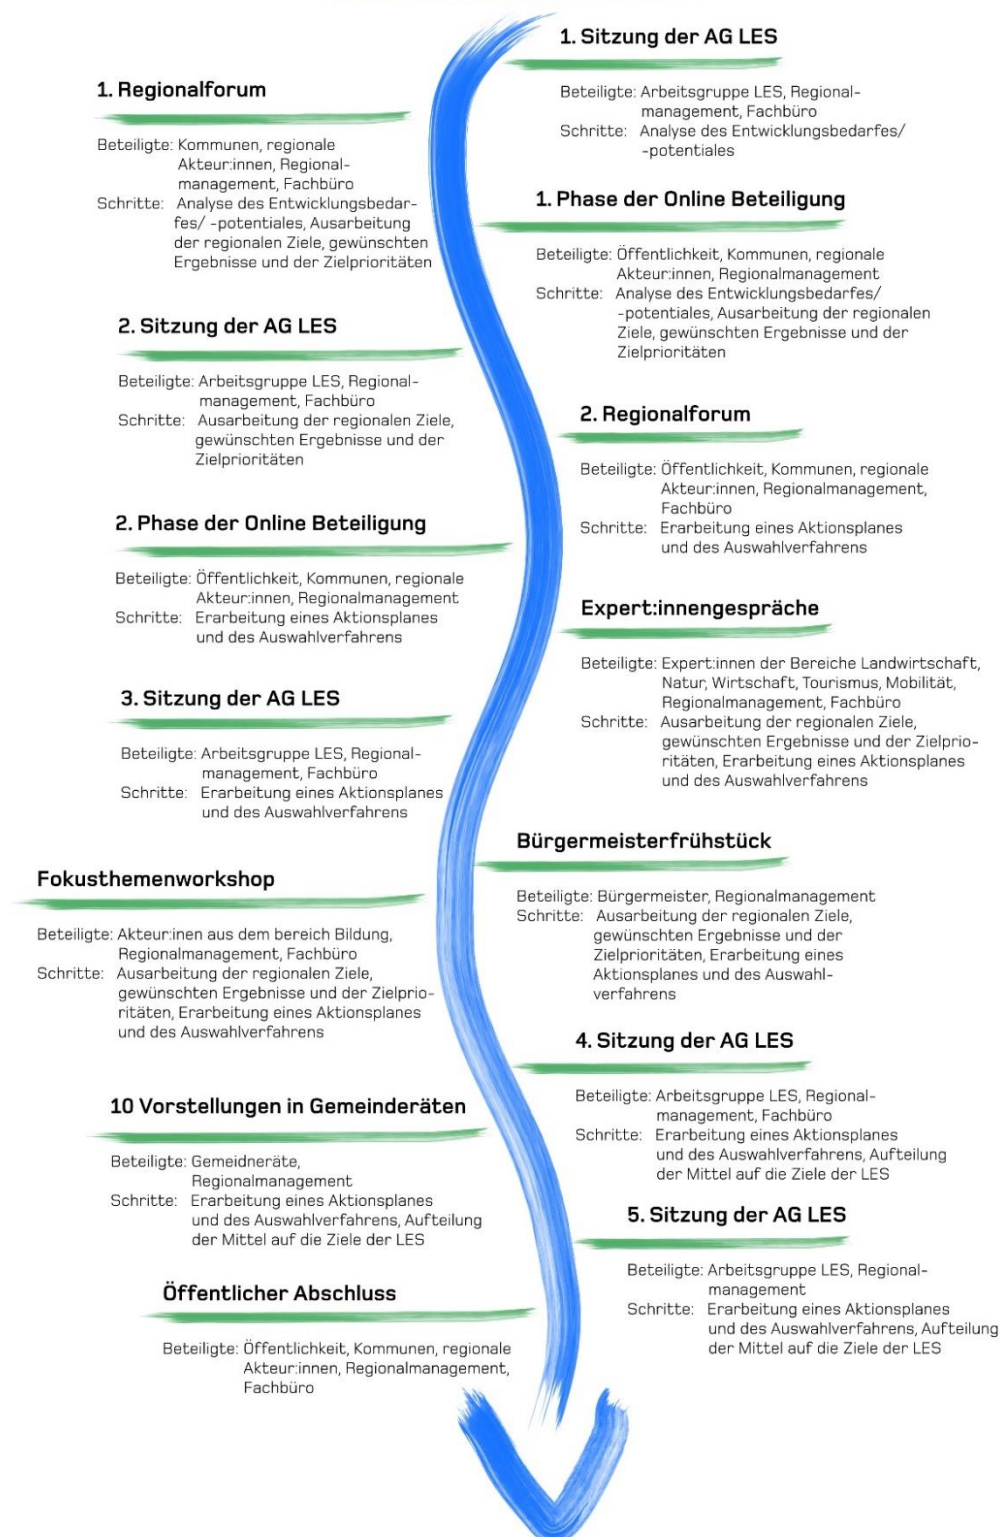 1. Sitzung der AG LES
Beteiligte: Arbeitsgruppe LES, Regional-
management, Fachbüro
Schritte: Analyse des Entwicklungsbedarfes/
-potentiales
1. Regionalforum
Beteiligte: Kommunen, regionale
Akteur:innen, Regional-
management, Fachbüro
Schritte: Analyse des Entwicklungsbedar-
fes/ -potentiales, Ausarbeitung
der regionalen Ziele, gewünschten
Ergebnisse und der Zielprioritäten
1. Phase der Online Beteiligung
Beteiligte: Öffentlichkeit, Kommunen, regionale
Akteur:innen, Regionalmanagement
Schritte: Analyse des Entwicklungsbedarfes/
-potentiales, Ausarbeitung der regionalen
Ziele, gewünschten Ergebnisse und der
Zielprioritäten
2. Sitzung der AG LES
Beteiligte: Arbeitsgruppe LES, Regional-
management, Fachbüro
Schritte: Ausarbeitung der regionalen Ziele,
gewünschten Ergebnisse und der
Zielprioritäten
2. Regionalforum
Beteiligte: Öffentlichkeit, Kommunen, regionale
Akteur:innen, Regionalmanagement,
Fachbüro
Schritte: Erarbeitung eines Aktionsplanes
und des Auswahlverfahrens
2. Phase der Online Beteiligung
Beteiligte: Öffentlichkeit, Kommunen, regionale
Akteur:innen, Regionalmanagement
Schritte: Erarbeitung eines Aktionsplanes
und des Auswahlverfahrens
Expert:innengespräche
Beteiligte: Expert:innen der Bereiche Landwirtschaft,
Natur, Wirtschaft, Tourismus, Mobilität,
Regionalmanagement, Fachbüro
Schritte: Ausarbeitung der regionalen Ziele,
gewünschten Ergebnisse und der Zielprio-
ritäten, Erarbeitung eines Aktionsplanes
und des Auswahlverfahrens
3. Sitzung der AG LES
Beteiligte: Arbeitsgruppe LES, Regional-
management, Fachbüro
Schritte: Erarbeitung eines Aktionsplanes
und des Auswahlverfahrens
Bürgermeisterfrühstück
Beteiligte: Bürgermeister, Regionalmanagement
Schritte: Ausarbeitung der regionalen Ziele,
gewünschten Ergebnisse und der
Zielprioritäten, Erarbeitung eines
Aktionsplanes und des Auswahl-
verfahrens
Fokusthemenworkshop
Beteiligte: Akteur:inen aus dem bereich Bildung,
Regionalmanagement, Fachbüro
Schritte: Ausarbeitung der regionalen Ziele,
gewünschten Ergebnisse und der Zielprio-
ritäten, Erarbeitung eines Aktionsplanes
und des Auswahlverfahrens
4. Sitzung der AG LES
Beteiligte: Arbeitsgruppe LES, Regional-
management, Fachbüro
Schritte: Erarbeitung eines Aktionsplanes
und des Auswahlverfahrens, Aufteilung
der Mittel auf die Ziele der LES
10 Vorstellungen in Gemeinderäten
Beteiligte: Gemeidneräte,
Regionalmanagement
Schritte: Erarbeitung eines Aktionsplanes
und des Auswahlverfahrens, Aufteilung
der Mittel auf die Ziele der LES
5. Sitzung der AG LES
Beteiligte: Arbeitsgruppe LES, Regional-
management
Schritte: Erarbeitung eines Aktionsplanes
und des Auswahlverfahrens, Aufteilung
der Mittel auf die Ziele der LES
Öffentlicher Abschluss
Beteiligte: Öffentlichkeit, Kommunen, regionale
Akteur:innen, Regionalmanagement,
Fachbüro